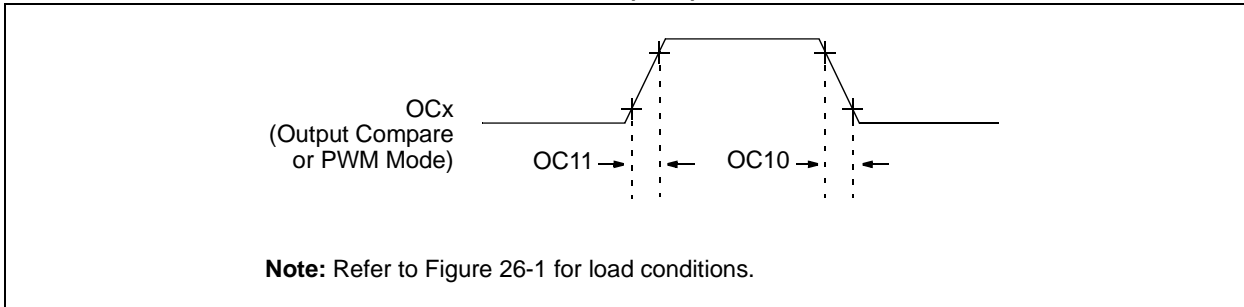 OCx
(Output Compare
or PWM Mode)
OC11
OC10
Note: Refer to Figure 26-1 for load conditions.